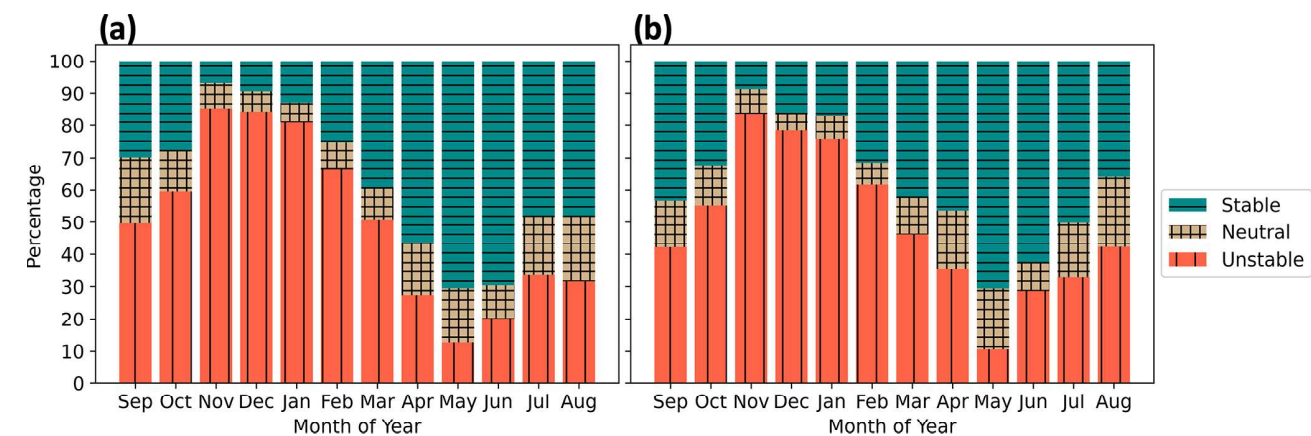 (a) (b)
100
90
80
70
60
50
40
30
20
10
0
Percentage
Sep Oct Nov Dec Jan Feb Mar Apr May Jun Jul Aug
Month of Year
Sep Oct Nov Dec Jan Feb Mar Apr May Jun Jul Aug
Month of Year
Stable
Neutral
Unstable